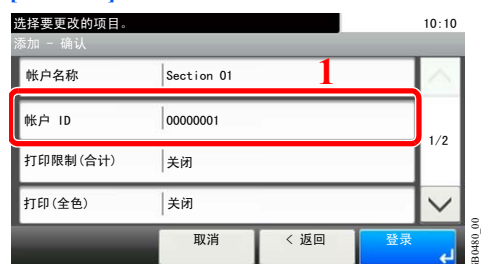 选择要更改的项目。 10:10
添加 - 确认
帐户名称 Section 01 1
帐户 ID 00000001
1/2
打印限制(合计) 关闭
打印(全色) 关闭
取消 < 返回 登录